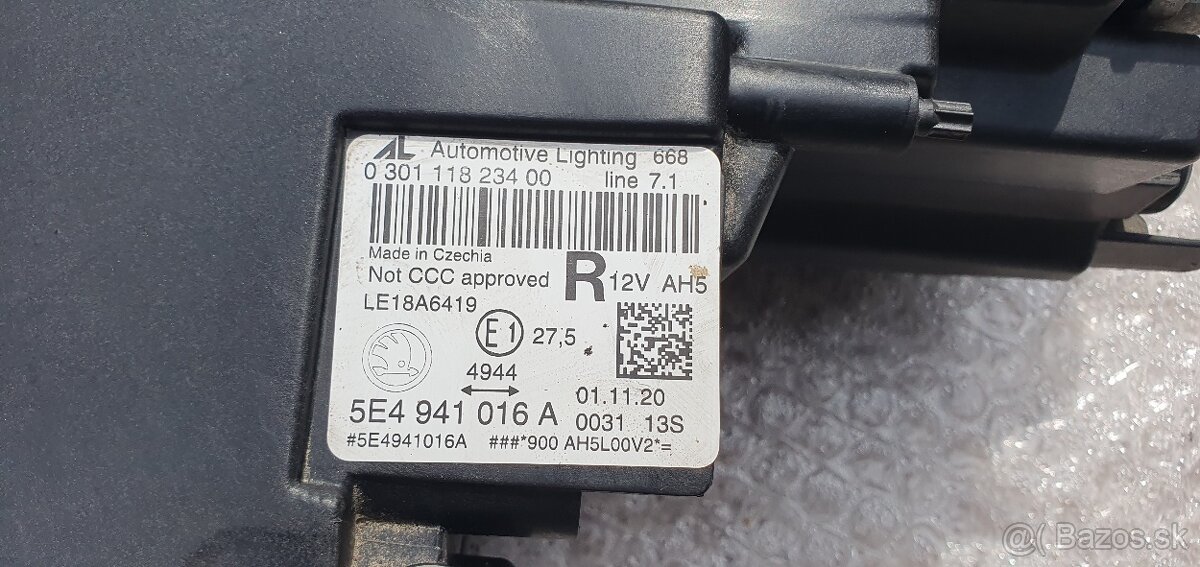 AL Automotive Lighting 668
0 301 118 234 00 line 7.1
Made in Czechia
Not CCC approved R 12V AH5
LE18A6419
E1 27,5
4944
01.11.20
5E4 941 016 A 0031 13S
#5E4941016A ###*900 AH5L00V2*=
@( Bazos.sk